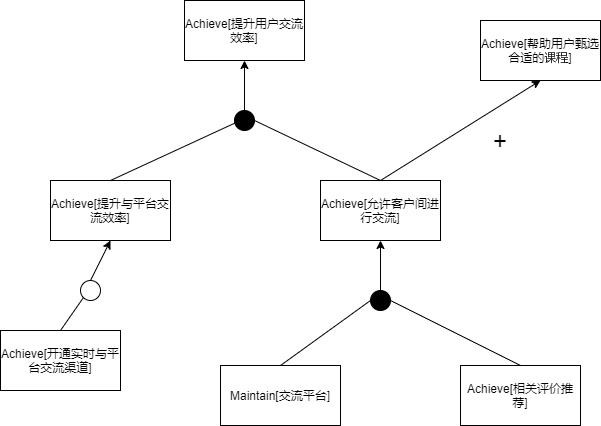 Achieve[提升用户交流
效率]
Achieve[帮助用户甄选
合适的课程]
+
Achieve[提升与平台交
流效率]
Achieve[允许客户间进
行交流]
Achieve[开通实时与平
台交流渠道]
Maintain[交流平台]
Achieve[相关评价推
荐]